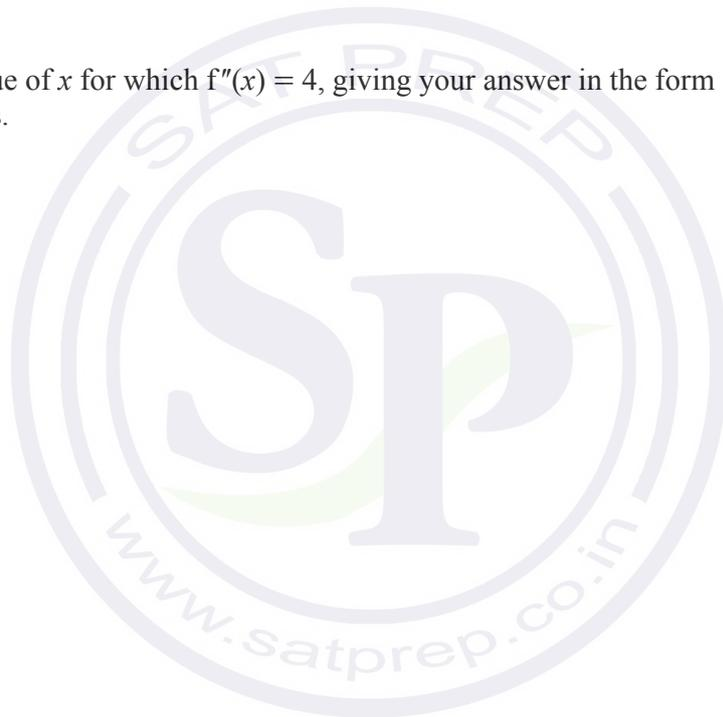 ue of x for which f″(x) = 4, giving your answer in the form
.
SAT PREP
SP
www.satprep.co.in